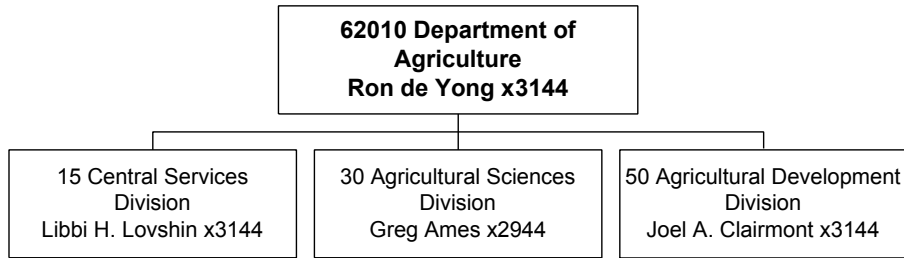 62010 Department of
Agriculture
Ron de Yong x3144
15 Central Services
Division
Libbi H. Lovshin x3144
30 Agricultural Sciences
Division
Greg Ames x2944
50 Agricultural Development
Division
Joel A. Clairmont x3144